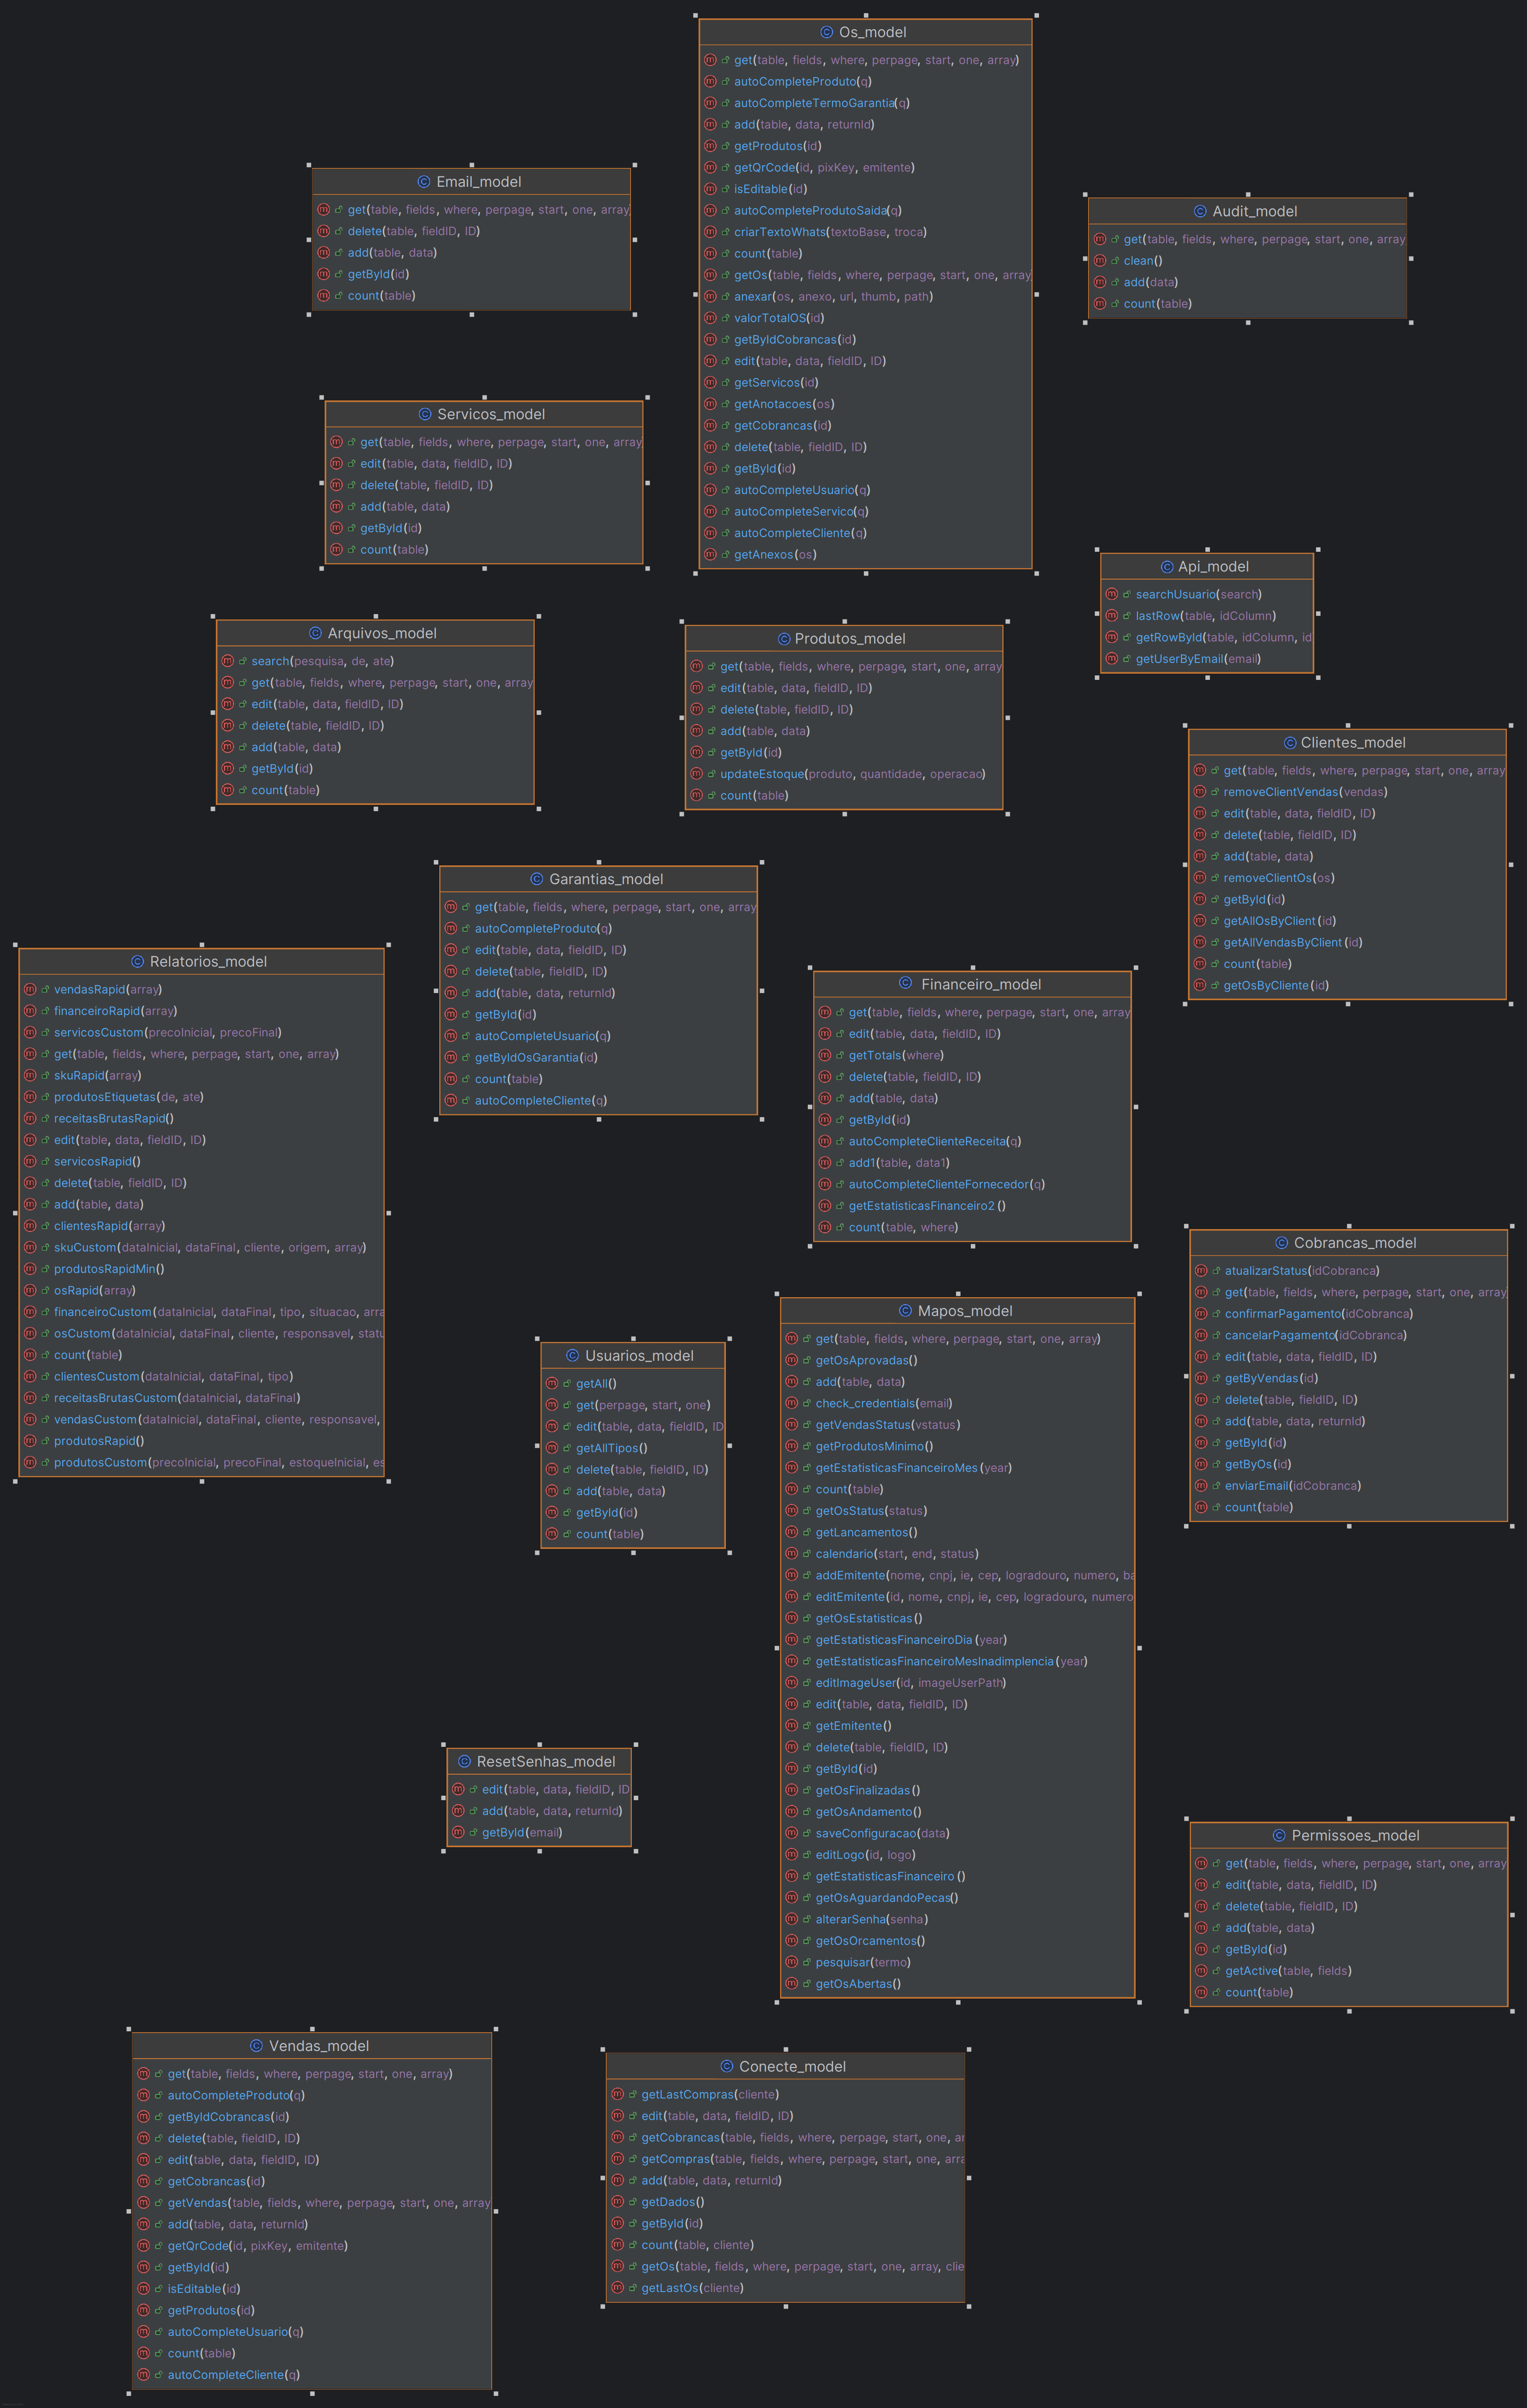 Os_model
get(table, fields, where, perpage, start, one, array)
autoCompleteProduto(q)
autoCompleteTermoGarantia(q)
add(table, data, returnId)
getProdutos(id)
getQrCode(id, pixKey, emitente)
isEditable(id)
autoCompleteProdutoSaida(q)
criarTextoWhats(textoBase, troca)
count(table)
getOs(table, fields, where, perpage, start, one, array
anexar(os, anexo, url, thumb, path)
valorTotalOS(id)
getByIdCobrancas(id)
edit(table, data, fieldID, ID)
getServicos(id)
getAnotacoes(os)
getCobrancas(id)
delete(table, fieldID, ID)
getById(id)
autoCompleteUsuario(q)
autoCompleteServico(q)
autoCompleteCliente(q)
getAnexos(os)
Email_model
get(table, fields, where, perpage, start, one, array
delete(table, fieldID, ID)
add(table, data)
getById(id)
count(table)
Audit_model
get(table, fields, where, perpage, start, one, array
clean()
add(data)
count(table)
Servicos_model
get(table, fields, where, perpage, start, one, array
edit(table, data, fieldID, ID)
delete(table, fieldID, ID)
add(table, data)
getById(id)
count(table)
Api_model
searchUsuario(search)
lastRow(table, idColumn)
getRowById(table, idColumn, id
getUserByEmail(email)
Arquivos_model
search(pesquisa, de, ate)
get(table, fields, where, perpage, start, one, array
edit(table, data, fieldID, ID)
delete(table, fieldID, ID)
add(table, data)
getById(id)
count(table)
Produtos_model
get(table, fields, where, perpage, start, one, array
edit(table, data, fieldID, ID)
delete(table, fieldID, ID)
add(table, data)
getById(id)
updateEstoque(produto, quantidade, operacao)
count(table)
Clientes_model
get(table, fields, where, perpage, start, one, array
removeClientVendas(vendas)
edit(table, data, fieldID, ID)
delete(table, fieldID, ID)
add(table, data)
removeClientOs(os)
getById(id)
getAllOsByClient(id)
getAllVendasByClient(id)
count(table)
getOsByCliente(id)
Garantias_model
get(table, fields, where, perpage, start, one, array
autoCompleteProduto(q)
edit(table, data, fieldID, ID)
delete(table, fieldID, ID)
add(table, data, returnId)
getById(id)
autoCompleteUsuario(q)
getByIdOsGarantia(id)
count(table)
autoCompleteCliente(q)
Relatorios_model
vendasRapid(array)
financeiroRapid(array)
servicosCustom(precoInicial, precoFinal)
get(table, fields, where, perpage, start, one, array)
skuRapid(array)
produtosEtiquetas(de, ate)
receitasBrutasRapid()
edit(table, data, fieldID, ID)
servicosRapid()
delete(table, fieldID, ID)
add(table, data)
clientesRapid(array)
skuCustom(dataInicial, dataFinal, cliente, origem, array)
produtosRapidMin()
osRapid(array)
financeiroCustom(dataInicial, dataFinal, tipo, situacao, arra
osCustom(dataInicial, dataFinal, cliente, responsavel, statu
count(table)
clientesCustom(dataInicial, dataFinal, tipo)
receitasBrutasCustom(dataInicial, dataFinal)
vendasCustom(dataInicial, dataFinal, cliente, responsavel,
produtosRapid()
produtosCustom(precoInicial, precoFinal, estoqueInicial, es
Financeiro_model
get(table, fields, where, perpage, start, one, array
edit(table, data, fieldID, ID)
getTotals(where)
delete(table, fieldID, ID)
add(table, data)
getById(id)
autoCompleteClienteReceita(q)
add1(table, data1)
autoCompleteClienteFornecedor(q)
getEstatisticasFinanceiro2()
count(table, where)
Cobrancas_model
atualizarStatus(idCobranca)
get(table, fields, where, perpage, start, one, array
confirmarPagamento(idCobranca)
cancelarPagamento(idCobranca)
edit(table, data, fieldID, ID)
getByVendas(id)
delete(table, fieldID, ID)
add(table, data, returnId)
getById(id)
getByOs(id)
enviarEmail(idCobranca)
count(table)
Mapos_model
get(table, fields, where, perpage, start, one, array)
getOsAprovadas()
add(table, data)
check_credentials(email)
getVendasStatus(vstatus)
getProdutosMinimo()
getEstatisticasFinanceiroMes(year)
count(table)
getOsStatus(status)
getLancamentos()
calendario(start, end, status)
addEmitente(nome, cnpj, ie, cep, logradouro, numero, ba
editEmitente(id, nome, cnpj, ie, cep, logradouro, numero
getOsEstatisticas()
getEstatisticasFinanceiroDia(year)
getEstatisticasFinanceiroMesInadimplencia(year)
editImageUser(id, imageUserPath)
edit(table, data, fieldID, ID)
getEmitente()
delete(table, fieldID, ID)
getById(id)
getOsFinalizadas()
getOsAndamento()
saveConfiguracao(data)
editLogo(id, logo)
getEstatisticasFinanceiro()
getOsAguardandoPecas()
alterarSenha(senha)
getOsOrcamentos()
pesquisar(termo)
getOsAbertas()
Usuarios_model
getAll()
get(perpage, start, one)
edit(table, data, fieldID, ID
getAllTipos()
delete(table, fieldID, ID)
add(table, data)
getById(id)
count(table)
ResetSenhas_model
edit(table, data, fieldID, ID
add(table, data, returnId)
getById(email)
Permissoes_model
get(table, fields, where, perpage, start, one, array
edit(table, data, fieldID, ID)
delete(table, fieldID, ID)
add(table, data)
getById(id)
getActive(table, fields)
count(table)
Vendas_model
get(table, fields, where, perpage, start, one, array)
autoCompleteProduto(q)
getByIdCobrancas(id)
delete(table, fieldID, ID)
edit(table, data, fieldID, ID)
getCobrancas(id)
getVendas(table, fields, where, perpage, start, one, array
add(table, data, returnId)
getQrCode(id, pixKey, emitente)
getById(id)
isEditable(id)
getProdutos(id)
autoCompleteUsuario(q)
count(table)
autoCompleteCliente(q)
Conecte_model
getLastCompras(cliente)
edit(table, data, fieldID, ID)
getCobrancas(table, fields, where, perpage, start, one, ar
getCompras(table, fields, where, perpage, start, one, arra
add(table, data, returnId)
getDados()
getById(id)
count(table, cliente)
getOs(table, fields, where, perpage, start, one, array, clie
getLastOs(cliente)